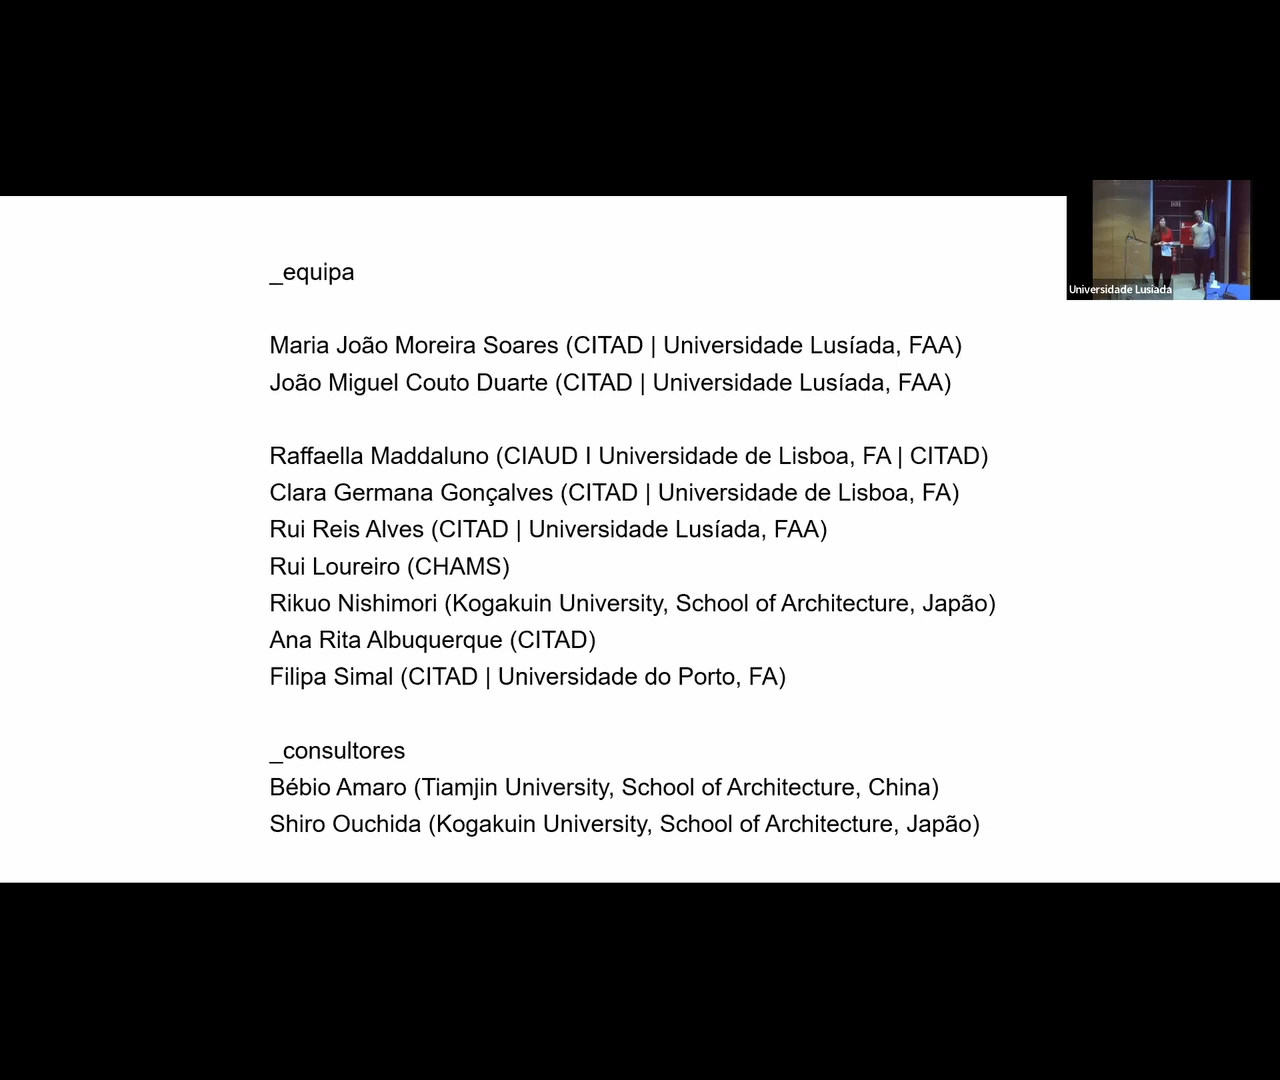 _equipa
Maria João Moreira Soares (CITAD | Universidade Lusíada, FAA)
João Miguel Couto Duarte (CITAD | Universidade Lusíada, FAA)
Raffaella Maddaluno (CIAUD I Universidade de Lisboa, FA | CITAD)
Clara Germana Gonçalves (CITAD | Universidade de Lisboa, FA)
Rui Reis Alves (CITAD | Universidade Lusíada, FAA)
Rui Loureiro (CHAMS)
Rikuo Nishimori (Kogakuin University, School of Architecture, Japão)
Ana Rita Albuquerque (CITAD)
Filipa Simal (CITAD | Universidade do Porto, FA)
_consultores
Bébio Amaro (Tiamjin University, School of Architecture, China)
Shiro Ouchida (Kogakuin University, School of Architecture, Japão)
Universidade Lusíada